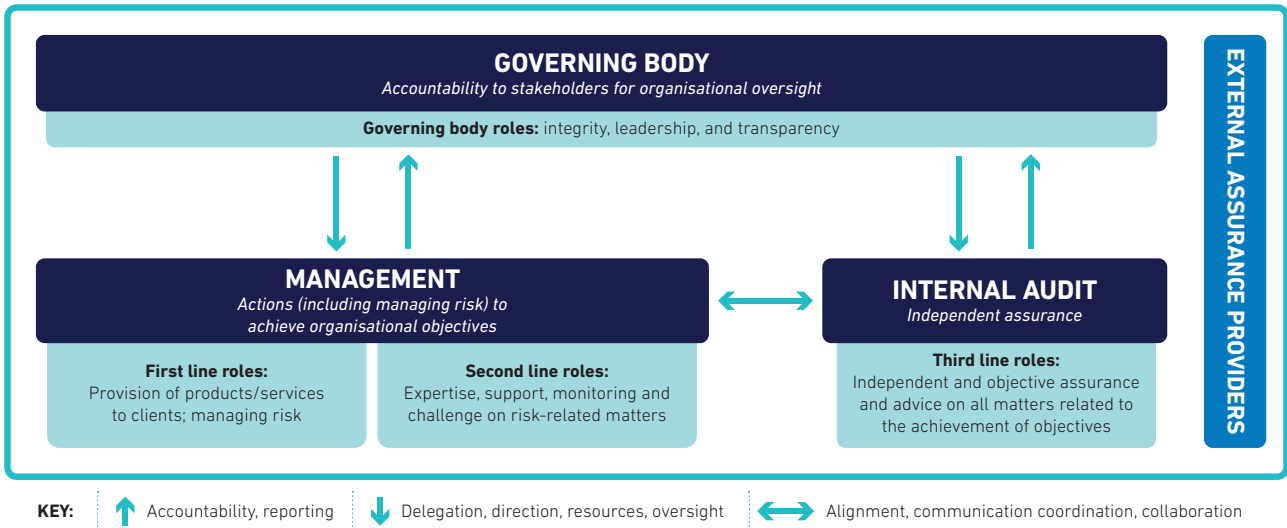 GOVERNING BODY
Accountability to stakeholders for organisational oversight
Governing body roles: integrity, leadership, and transparency
MANAGEMENT
Actions (including managing risk) to
achieve organisational objectives
First line roles:
Provision of products/services
to clients; managing risk
Second line roles:
Expertise, support, monitoring and
challenge on risk-related matters
INTERNAL AUDIT
Independent assurance
Third line roles:
Independent and objective assurance
and advice on all matters related to
the achievement of objectives
EXTERNAL ASSURANCE PROVIDERS
KEY:
Accountability, reporting
Delegation, direction, resources, oversight
Alignment, communication coordination, collaboration